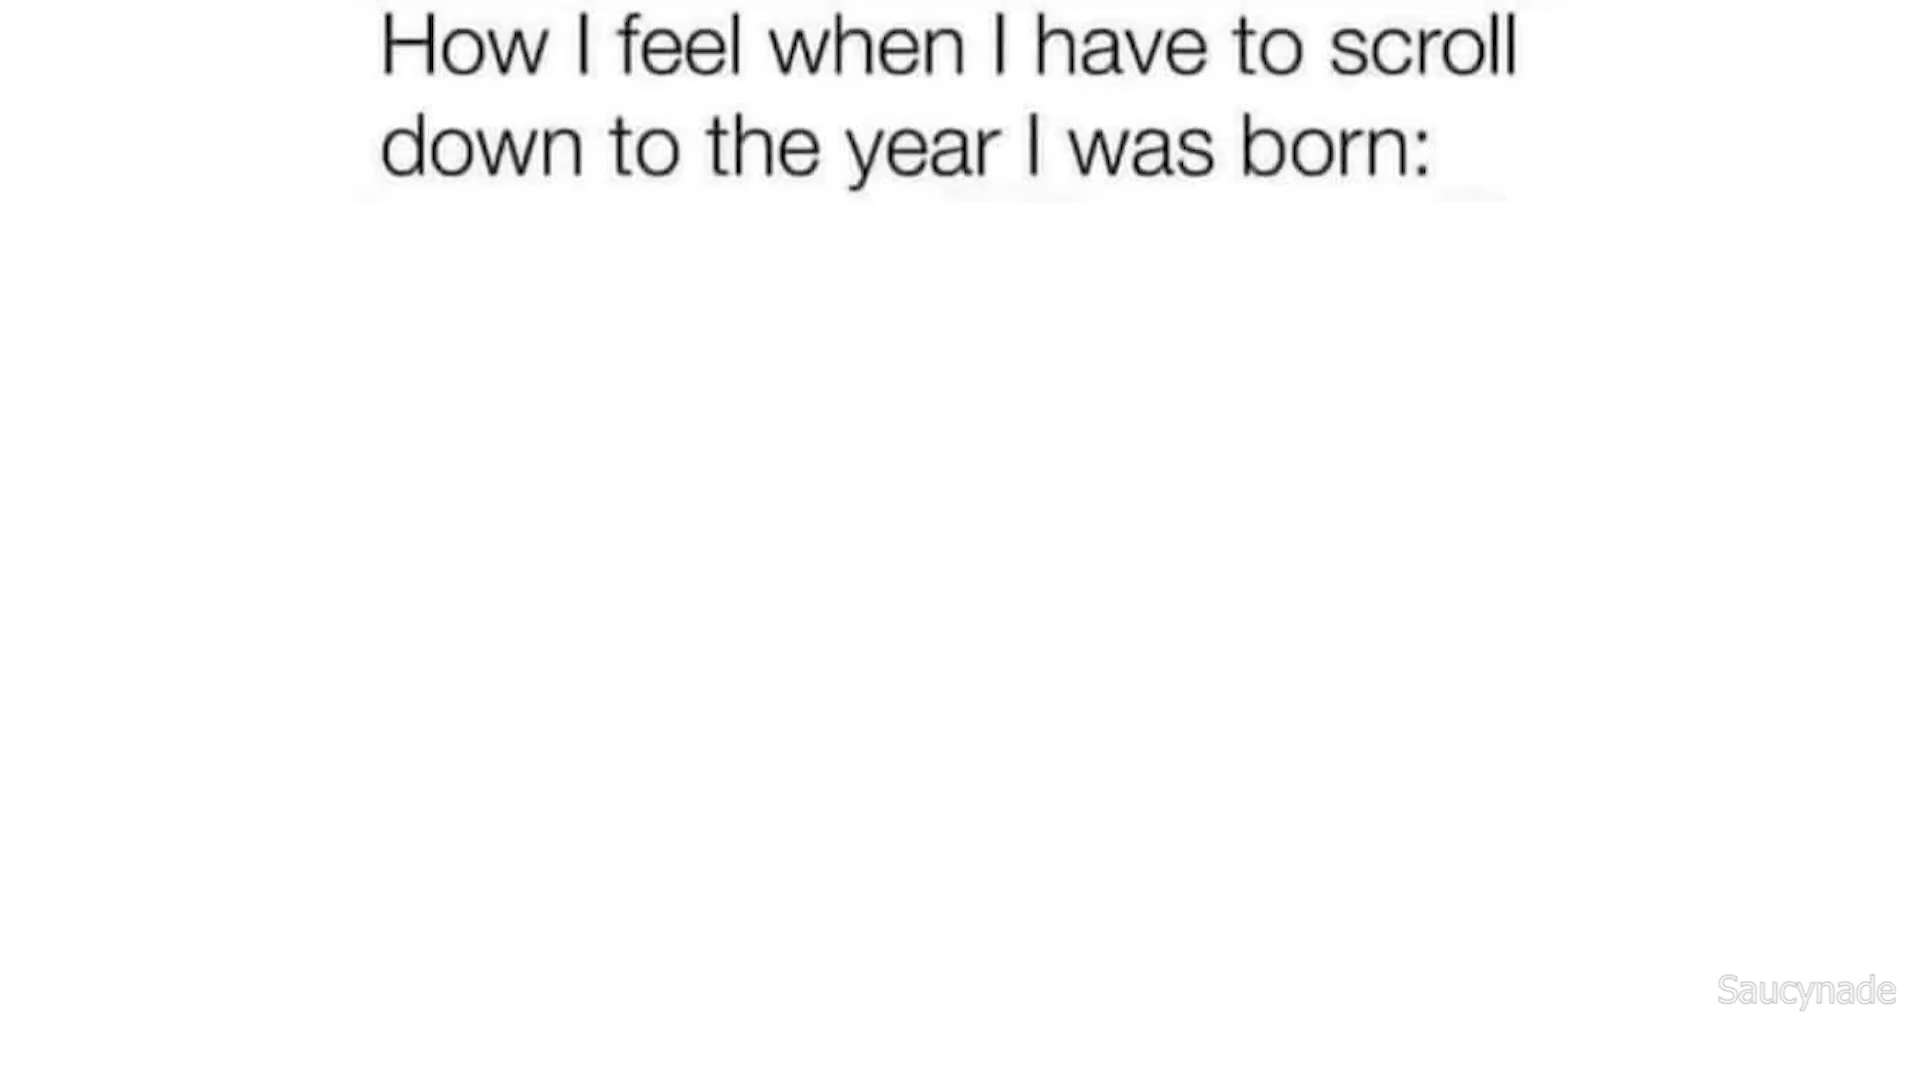 How I feel when I have to scroll
down to the year I was born:
Saucynade